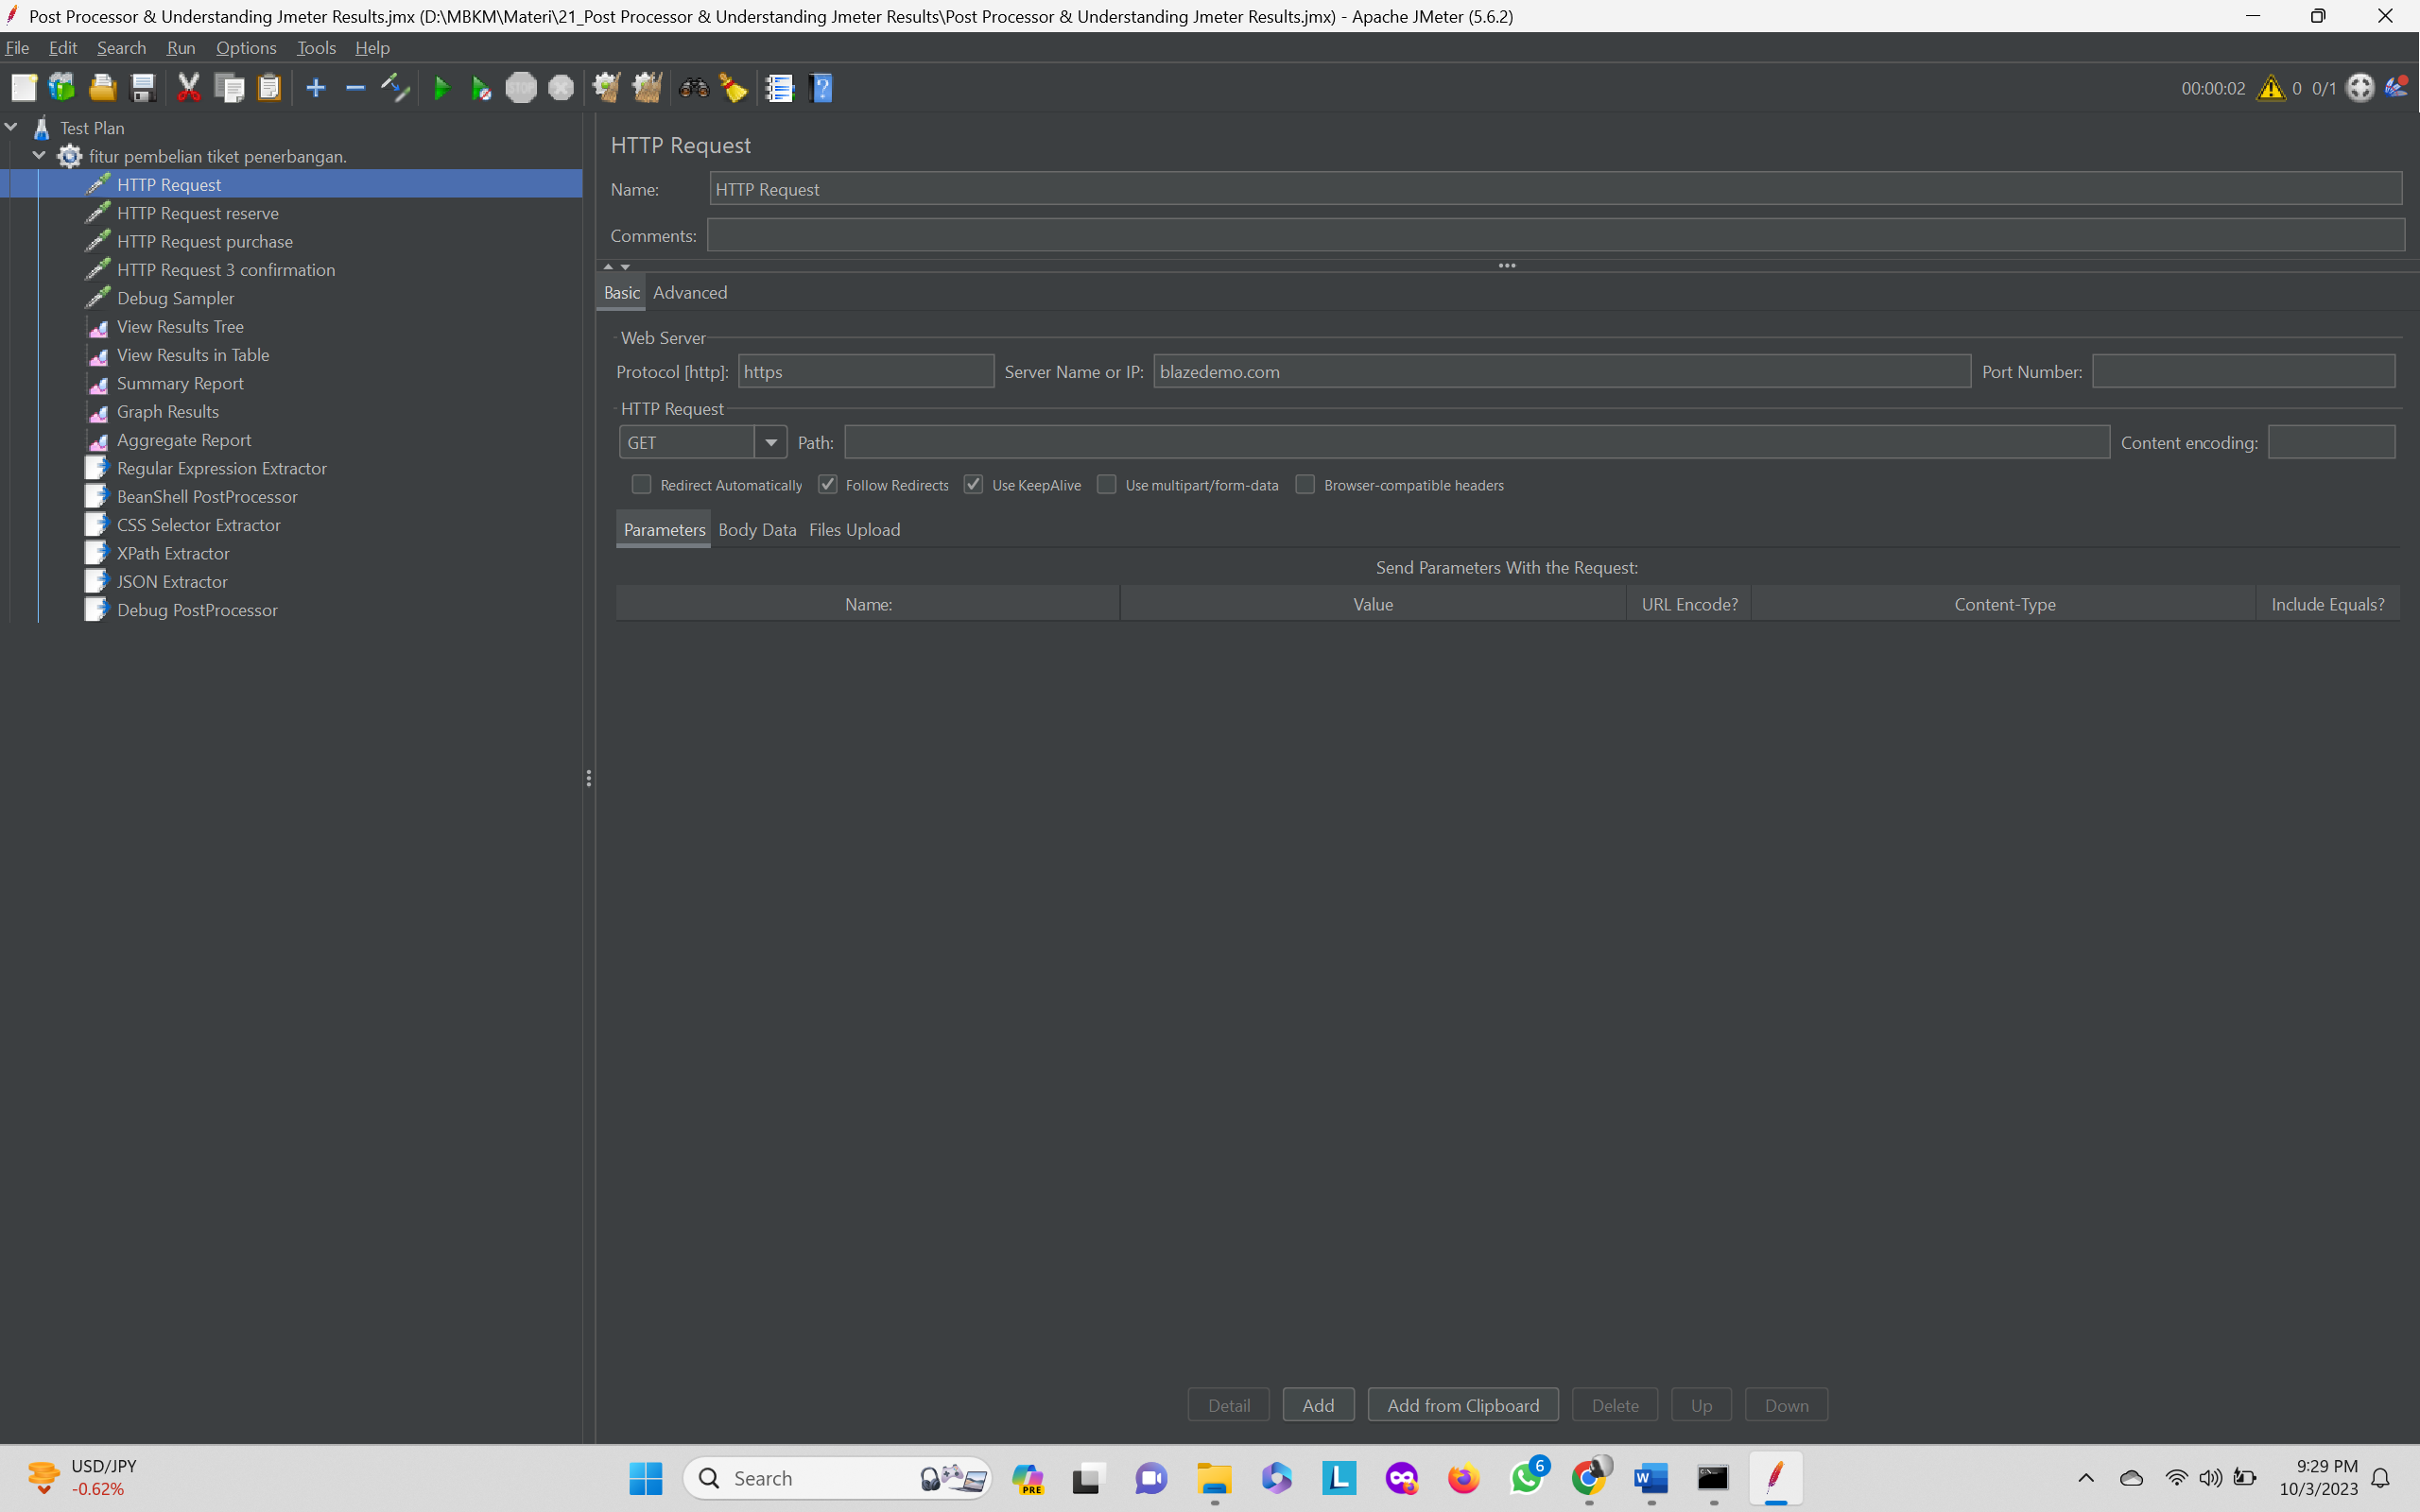 Post Processor & Understanding Jmeter Results.jmx (D:\MBKM\Materi\21_Post Processor & Understanding Jmeter Results\Post Processor & Understanding Jmeter Results.jmx) - Apache JMeter (5.6.2)
File Edit Search Run Options Tools Help
STOP
00:00:02 0 0/1
Test Plan
fitur pembelian tiket penerbangan.
HTTP Request
HTTP Request reserve
HTTP Request purchase
HTTP Request 3 confirmation
Debug Sampler
View Results Tree
View Results in Table
Summary Report
Graph Results
Aggregate Report
Regular Expression Extractor
BeanShell PostProcessor
CSS Selector Extractor
XPath Extractor
JSON Extractor
Debug PostProcessor
HTTP Request
Name: HTTP Request
Comments:
Basic Advanced
Web Server
Protocol [http]: https Server Name or IP: blazedemo.com Port Number:
HTTP Request
GET Path: Content encoding:
Redirect Automatically Follow Redirects Use KeepAlive Use multipart/form-data Browser-compatible headers
Parameters Body Data Files Upload
Send Parameters With the Request:
Name: Value URL Encode? Content-Type Include Equals?
Detail Add Add from Clipboard Delete Up Down
USD/JPY
-0.62%
Search
PRE
L
6
W
9:29 PM
10/3/2023